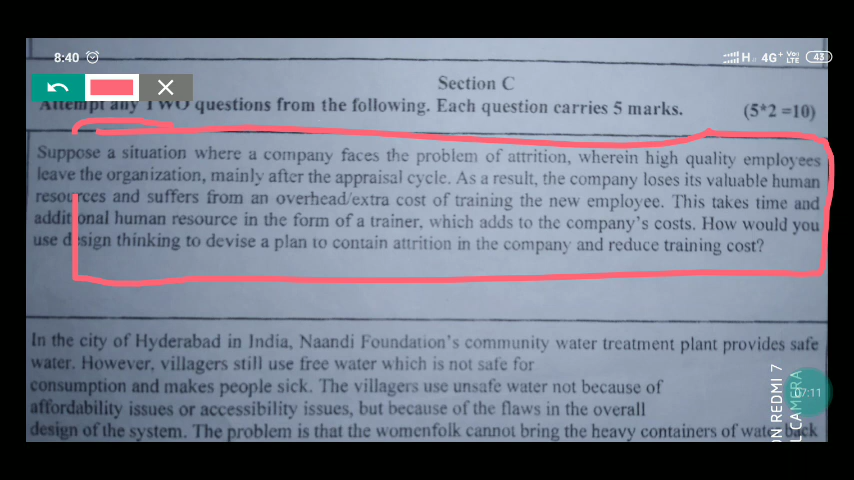 8:40
H 4G+ Vo) LTE 43
Section C
Attempt any TWO questions from the following. Each question carries 5 marks. (5*2 =10)
Suppose a situation where a company faces the problem of attrition, wherein high quality employees
leave the organization, mainly after the appraisal cycle. As a result, the company loses its valuable human
resources and suffers from an overhead/extra cost of training the new employee. This takes time and
additional human resource in the form of a trainer, which adds to the company's costs. How would you
use design thinking to devise a plan to contain attrition in the company and reduce training cost?
In the city of Hyderabad in India, Naandi Foundation's community water treatment plant provides safe
water. However, villagers still use free water which is not safe for
consumption and makes people sick. The villagers use unsafe water not because of
affordability issues or accessibility issues, but because of the flaws in the overall
design of the system. The problem is that the womenfolk cannot bring the heavy containers of water back
ON REDMI 7
L CAMERA
07:11